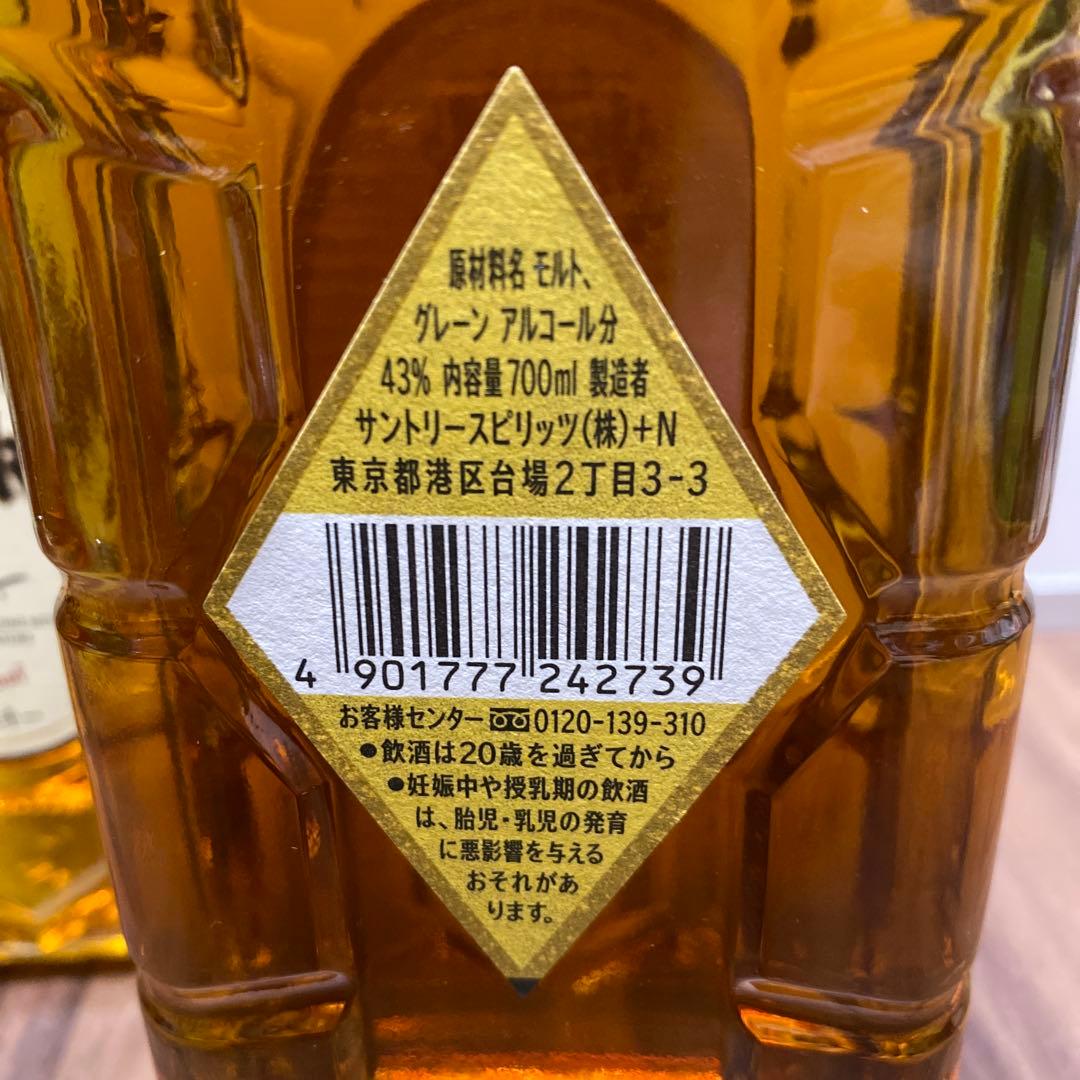 原材料名 モルト、
グレーン アルコール分
43% 内容量700ml 製造者
サントリースピリッツ(株)+N
東京都港区台場2丁目3-3
4 901777 242739
お客様センター 0120-139-310
●飲酒は20歳を過ぎてから
●妊娠中や授乳期の飲酒
は、胎児・乳児の発育
に悪影響を与える
おそれがあ
ります。